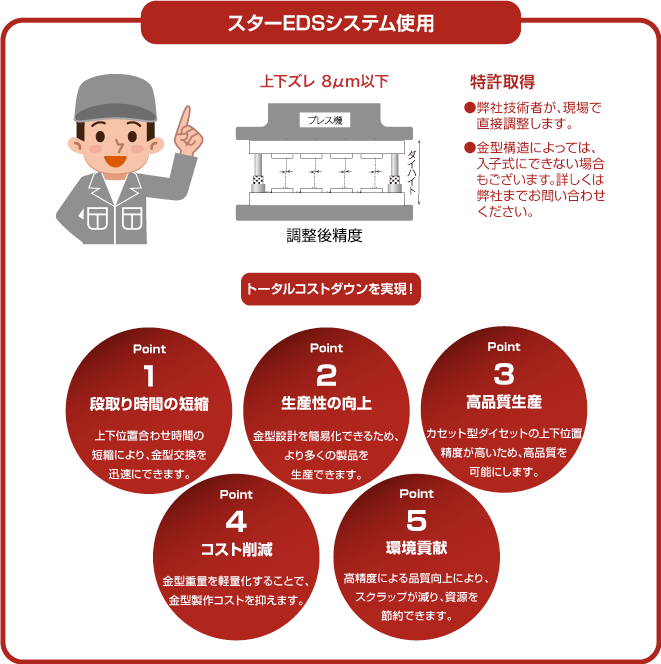 スターEDSシステム使用
上下ズレ 8μm以下
プレス機
ダイハイト
調整後精度
特許取得
●弊社技術者が、現場で
直接調整します。
●金型構造によっては、
入子式にできない場合
もございます。詳しくは
弊社までお問い合わせ
ください。
トータルコストダウンを実現！
Point
1
段取り時間の短縮
上下位置合わせ時間の
短縮により、金型交換を
迅速にできます。
Point
2
生産性の向上
金型設計を簡易化できるため、
より多くの製品を
生産できます。
Point
3
高品質生産
カセット型ダイセットの上下位置
精度が高いため、高品質を
可能にします。
Point
4
コスト削減
金型重量を軽量化することで、
金型製作コストを抑えます。
Point
5
環境貢献
高精度による品質向上により、
スクラップが減り、資源を
節約できます。